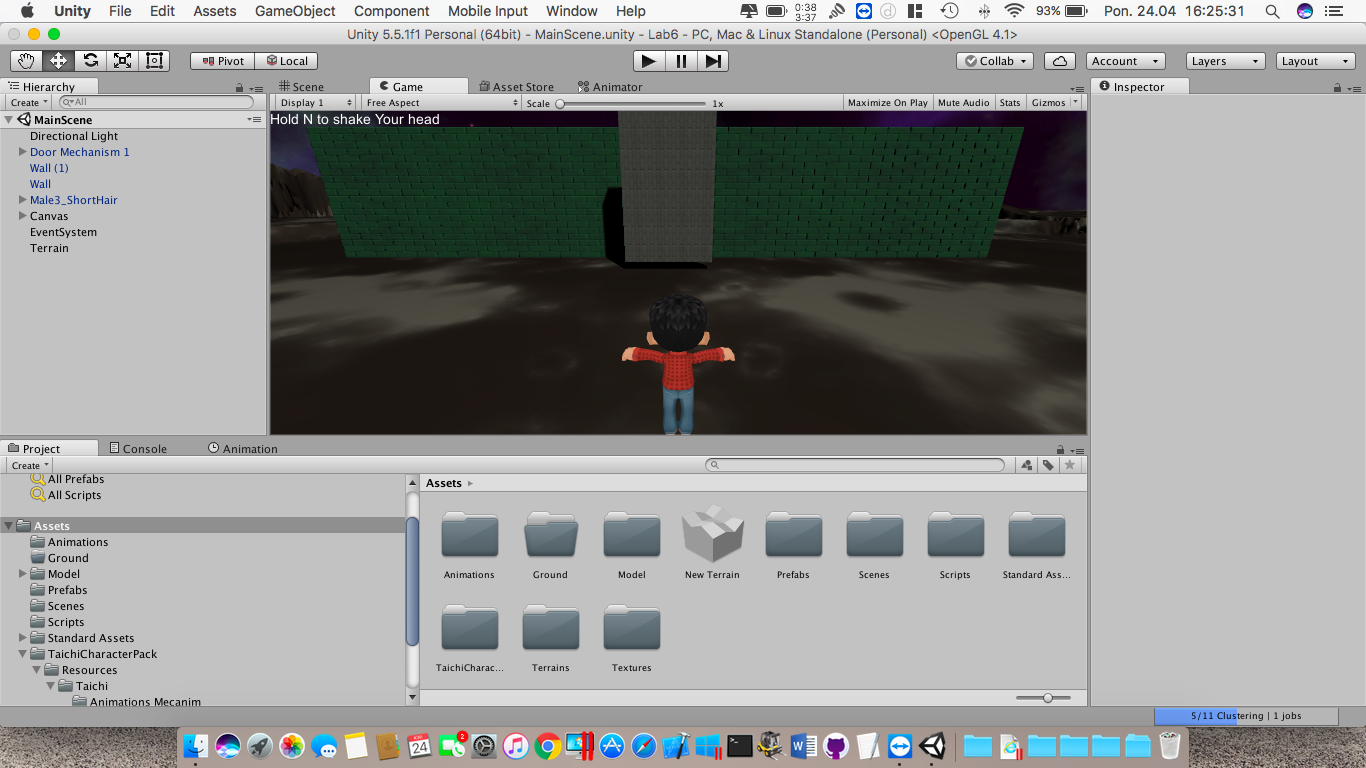 Unity File Edit Assets GameObject Component Mobile Input Window Help 0:38 3:37 93% Pon. 24.04 16:25:31
Unity 5.5.1f1 Personal (64bit) - MainScene.unity - Lab6 - PC, Mac & Linux Standalone (Personal) <OpenGL 4.1>
Pivot Local Collab Account Layers Layout
Hierarchy Scene Game Asset Store Animator Inspector
Create All Display 1 Free Aspect Scale 1x Maximize On Play Mute Audio Stats Gizmos
MainScene
Hold N to shake Your head
Directional Light
Door Mechanism 1
Wall (1)
Wall
Male3_ShortHair
Canvas
EventSystem
Terrain
Project Console Animation
Create
All Prefabs
All Scripts
Assets
Animations
Ground
Model
Prefabs
Scenes
Scripts
Standard Assets
TaichiCharacterPack
Resources
Taichi
Animations Mecanim
Assets
Animations Ground Model New Terrain Prefabs Scenes Scripts Standard Ass...
TaichiCharac... Terrains Textures
5/11 Clustering | 1 jobs
24
2